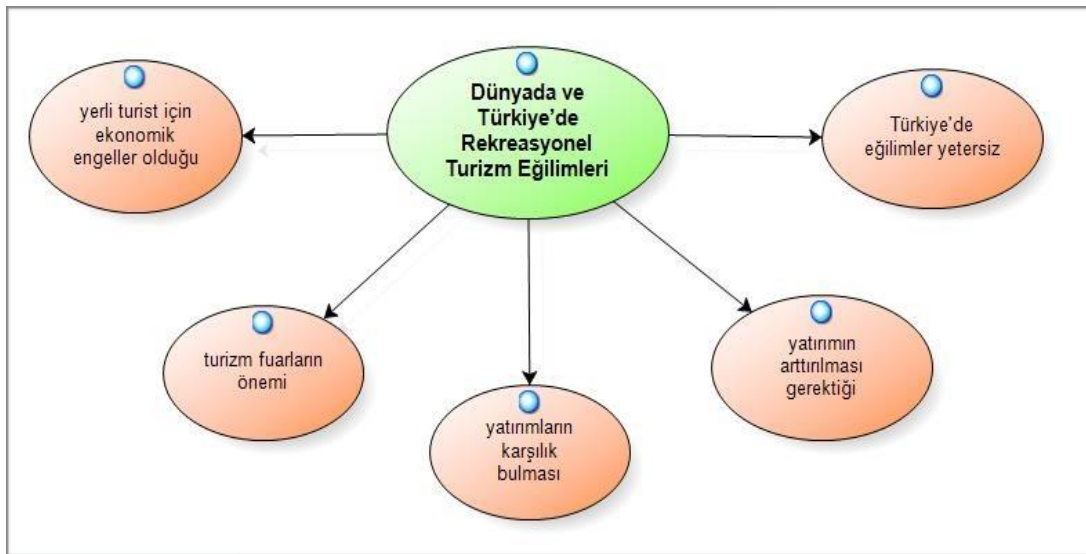 Dünyada ve
Türkiye’de
Rekreasyonel
Turizm Eğilimleri
yerli turist için
ekonomik
engeller olduğu
Türkiye’de
eğilimler yetersiz
turizm fuarların
önemi
yatırımların
karşılık
bulması
yatırımın
arttırılması
gerektiği